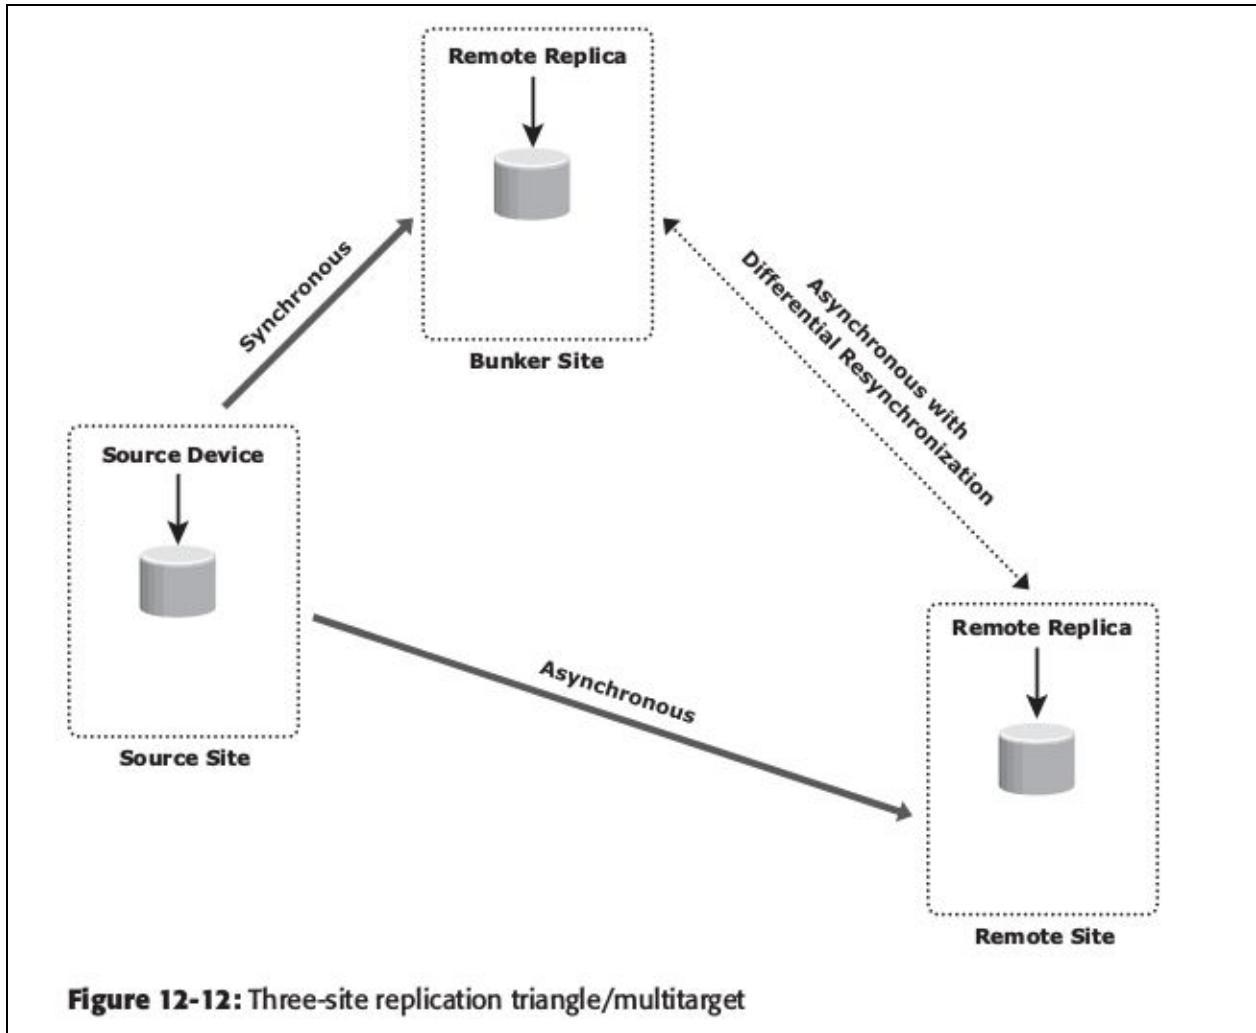 Remote Replica
Bunker Site
Synchronous
Asynchronous with
Differential Resynchronization
Source Device
Source Site
Asynchronous
Remote Replica
Remote Site
Figure 12-12: Three-site replication triangle/multitarget